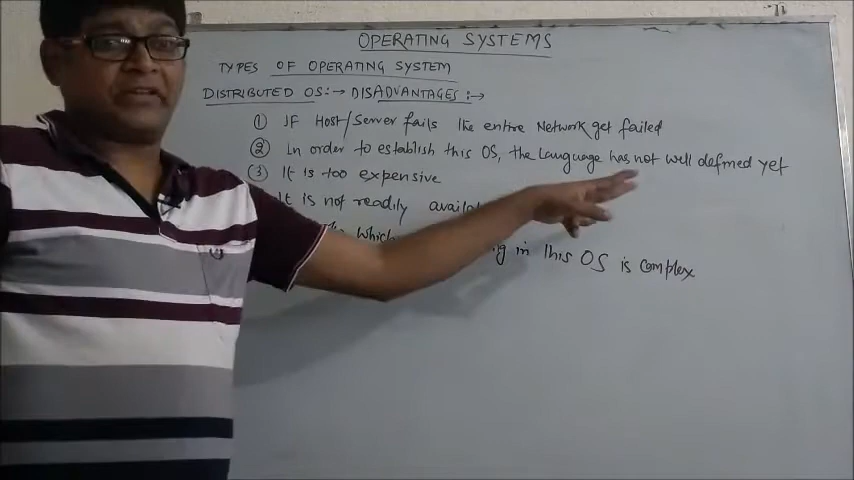 OPERATING SYSTEMS
TYPES OF OPERATING SYSTEM
DISTRIBUTED OS:→ DISADVANTAGES:→
① IF Host/Server fails the entire Network get failed
② In order to establish this OS, the Language has not well defined yet
③ It is too expensive
It is not readily
in this OS is complex